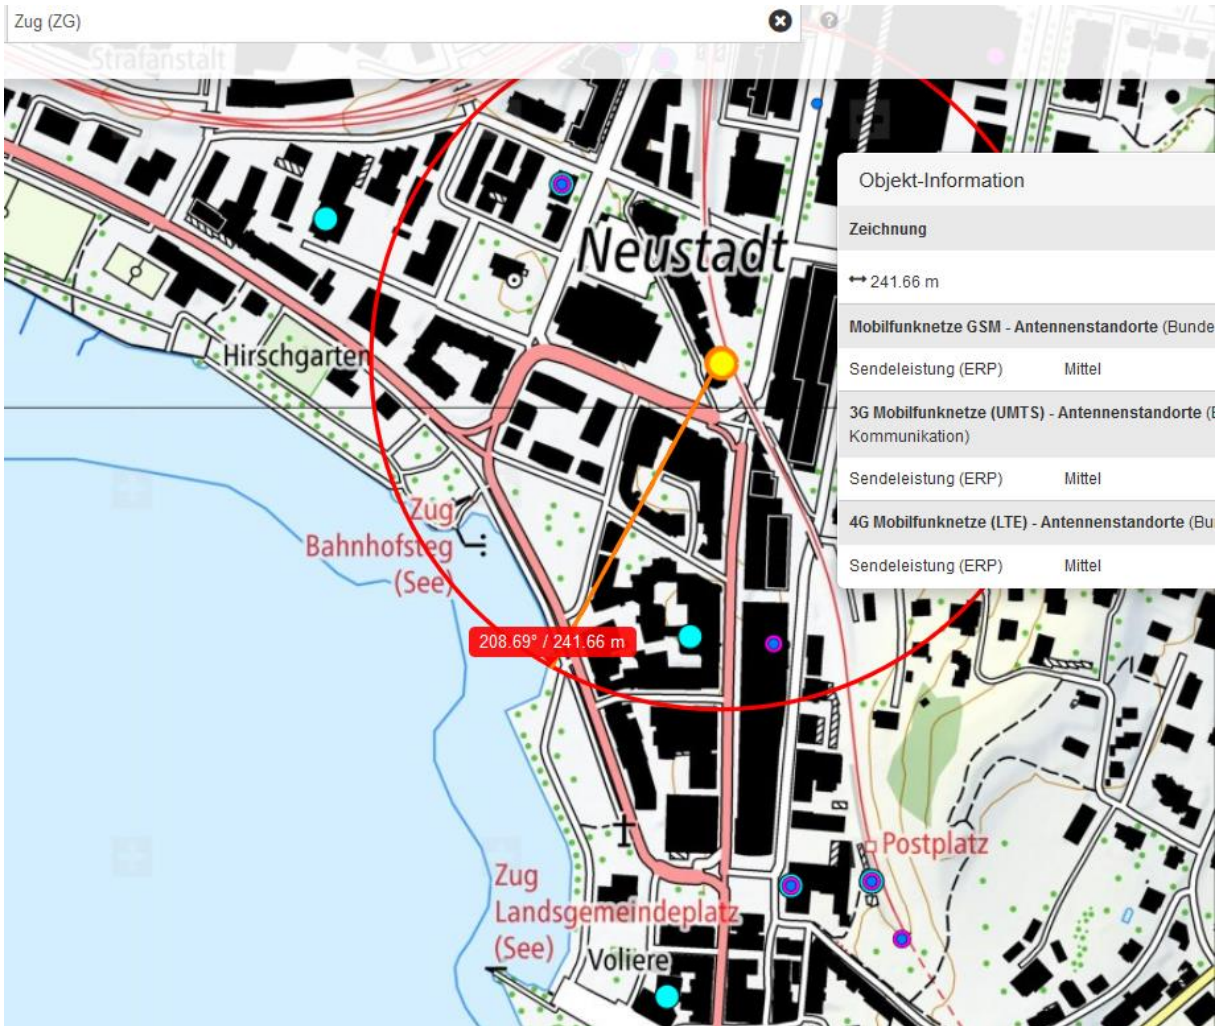 Zug (ZG)
Strafanstalt
Objekt-Information
Zeichnung
241.66 m
Mobilfunknetze GSM - Antennenstandorte (Bunde
Sendeleistung (ERP) Mittel
3G Mobilfunknetze (UMTS) - Antennenstandorte (B
Kommunikation)
Sendeleistung (ERP) Mittel
4G Mobilfunknetze (LTE) - Antennenstandorte (Bu
Sendeleistung (ERP) Mittel
Neustadt
Hirschgarten
Zug
Bahnhofsteg
(See)
208.69° / 241.66 m
Postplatz
Zug
Landsgemeindeplatz
(See)
Voliere